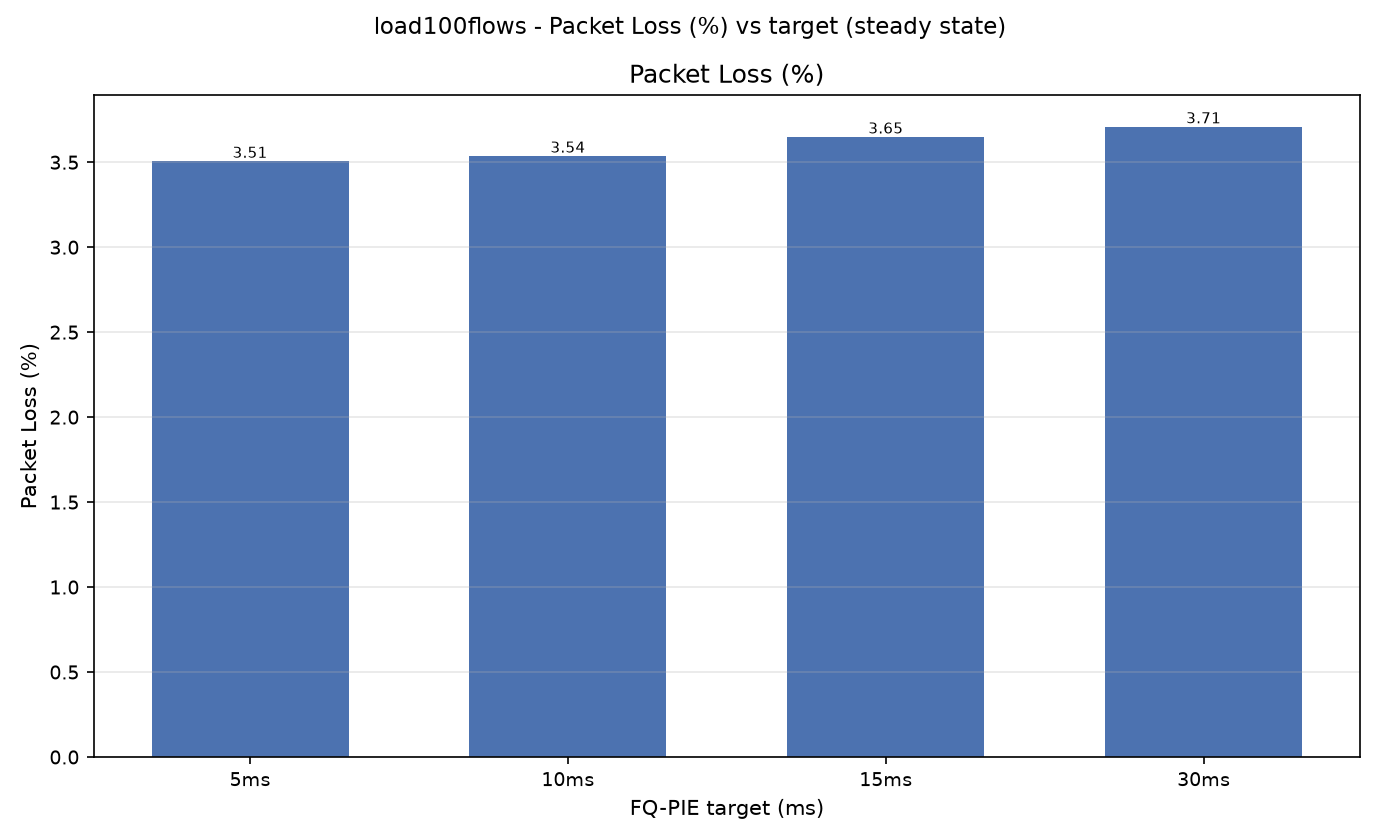 load100flows - Packet Loss (%) vs target (steady state)
Packet Loss (%)
3.51
3.54
3.65
3.71
Packet Loss (%)
3.5
3.0
2.5
2.0
1.5
1.0
0.5
0.0
5ms
10ms
15ms
30ms
FQ-PIE target (ms)